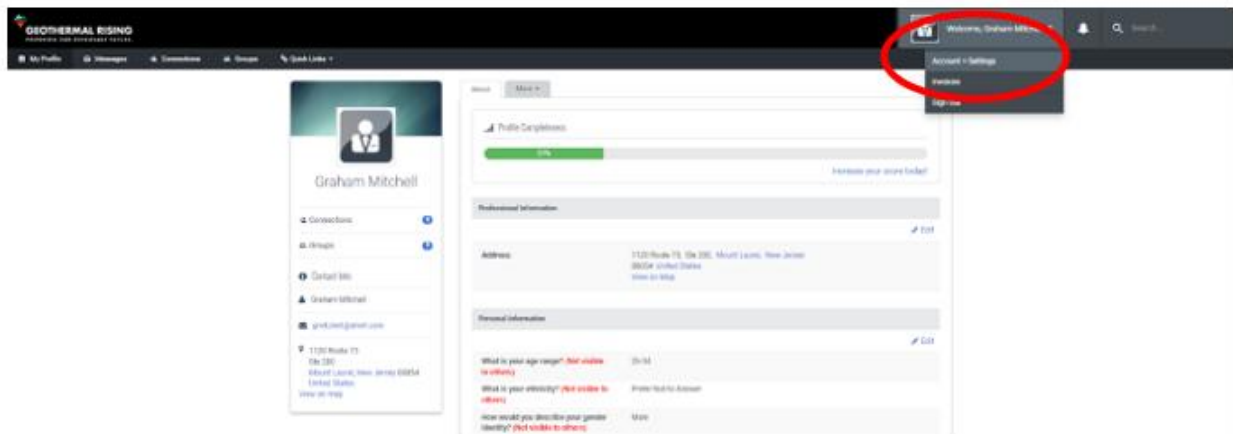 GEOTHERMAL RISING
Welcome, Graham Mitchell
Search...
My Profile
Messages
Connections
Groups
Quick Links
Account + Settings
Invoices
Sign Out
About
More
Profile Completeness
Increase your score today!
Graham Mitchell
Connections
Groups
Contact Info
Graham Mitchell
1120 Route 73
Ste 200
Mount Laurel, New Jersey 08054
United States
View on Map
Professional Information
Edit
Address:
1120 Route 73, Ste 200, Mount Laurel, New Jersey
08054 United States
View on Map
Personal Information
Edit
What is your age range? (Not visible
to others)
What is your ethnicity? (Not visible to
others)
Prefer Not to Answer
How would you describe your gender
identity? (Not visible to others)